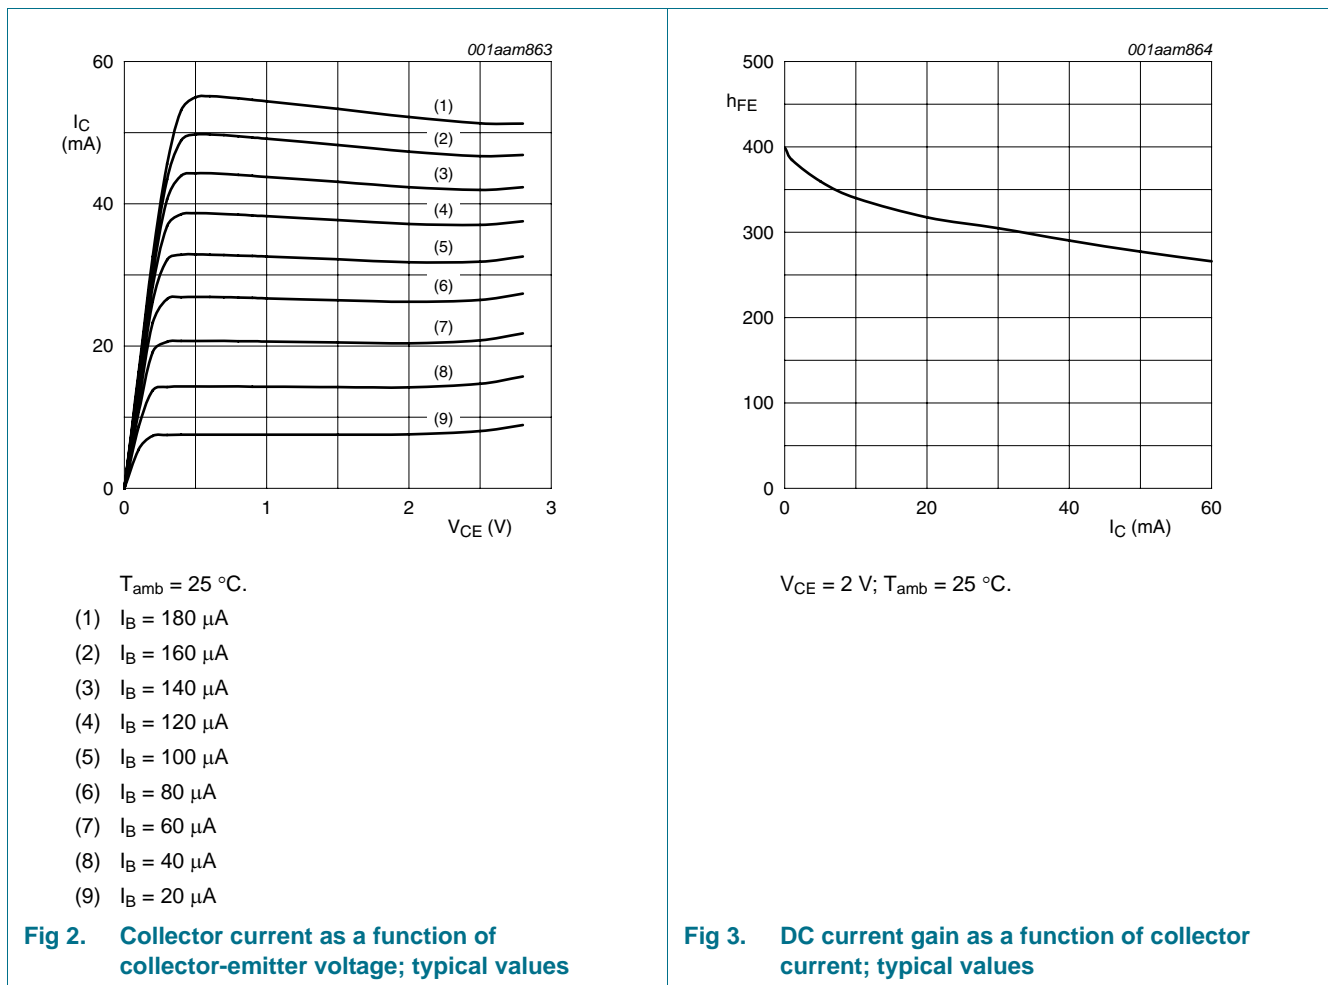 001aam863
60
I_C
(mA)
40
20
0
(1)
(2)
(3)
(4)
(5)
(6)
(7)
(8)
(9)
0 1 2 3
V_CE (V)
T_amb = 25 °C.
(1) I_B = 180 μA
(2) I_B = 160 μA
(3) I_B = 140 μA
(4) I_B = 120 μA
(5) I_B = 100 μA
(6) I_B = 80 μA
(7) I_B = 60 μA
(8) I_B = 40 μA
(9) I_B = 20 μA
Fig 2. Collector current as a function of
collector-emitter voltage; typical values
001aam864
500
h_FE
400
300
200
100
0
0 20 40 60
I_C (mA)
V_CE = 2 V; T_amb = 25 °C.
Fig 3. DC current gain as a function of collector
current; typical values